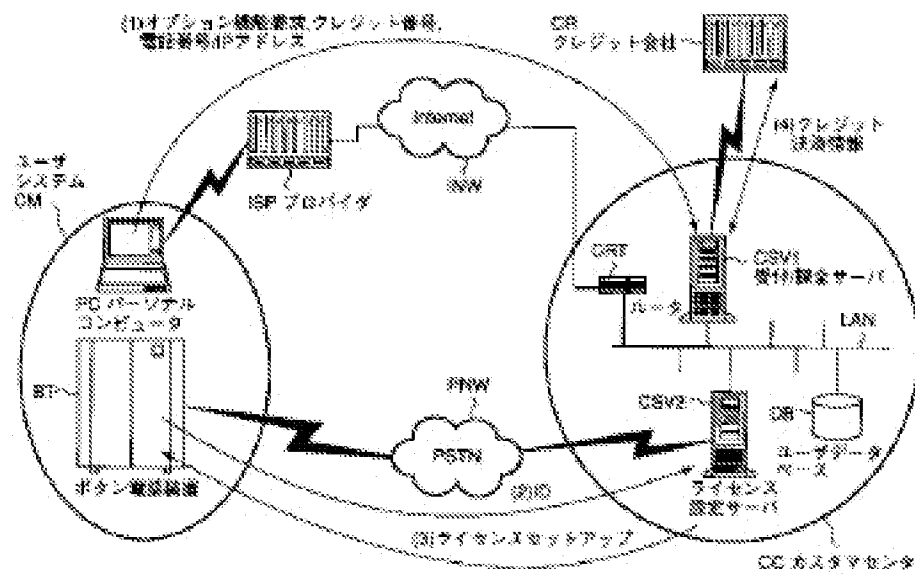 (1)オプション機能要求,クレジット番号,
電話番号/IPアドレス
CR
クレジット会社
Internet
INW
(4)クレジット
決済情報
ユーザ
システム
CM
ISP プロバイダ
PC パーソナル
コンピュータ
CRT
ルータ
CSV1
受付/課金サーバ
LAN
BT
ボタン電話装置
PNW
PSTN
(2)ID
CSV2
ライセンス
設定サーバ
DB
ユーザデータ
ベース
(3)ライセンスセットアップ
CC カスタマセンタ